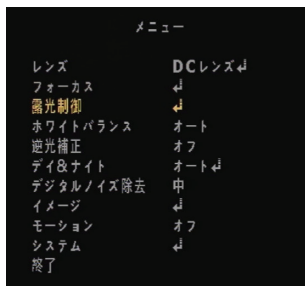 メニュー
レンズ DCレンズ↲
フォーカス ↲
露光制御 ↲
ホワイトバランス オート
逆光補正 オフ
デイ&ナイト オート↲
デジタルノイズ除去 中
イメージ ↲
モーション オフ
システム ↲
終了